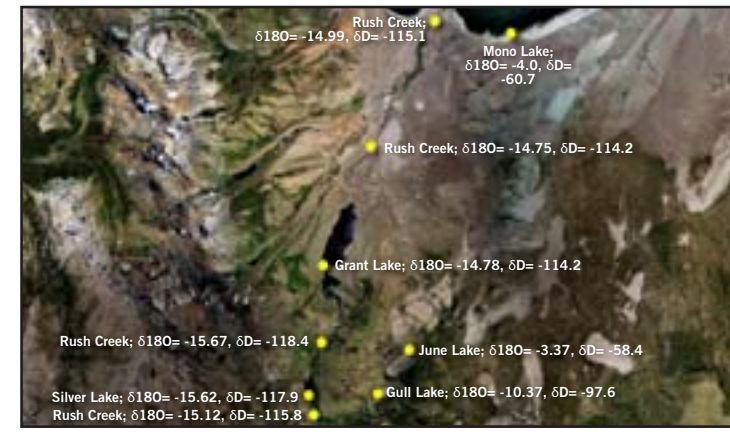 Rush Creek;
δ18O= -14.99, δD= -115.1
Mono Lake;
δ18O= -4.0, δD=
-60.7
Rush Creek; δ18O= -14.75, δD= -114.2
Grant Lake; δ18O= -14.78, δD= -114.2
Rush Creek; δ18O= -15.67, δD= -118.4
June Lake; δ18O= -3.37, δD= -58.4
Silver Lake; δ18O= -15.62, δD= -117.9
Gull Lake; δ18O= -10.37, δD= -97.6
Rush Creek; δ18O= -15.12, δD= -115.8